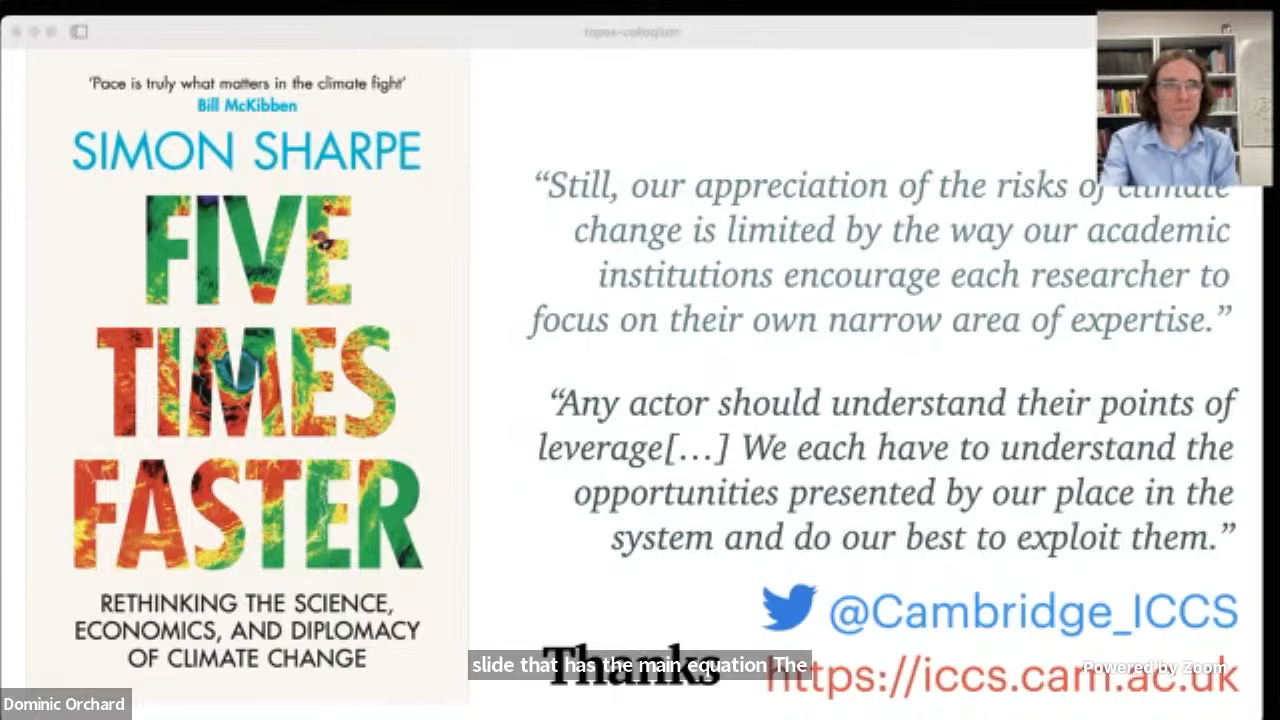 topos-colloqium
‘Pace is truly what matters in the climate fight’
Bill McKibben
SIMON SHARPE
FIVE
TIMES
FASTER
RETHINKING THE SCIENCE,
ECONOMICS, AND DIPLOMACY
OF CLIMATE CHANGE
“Still, our appreciation of the risks of climate
change is limited by the way our academic
institutions encourage each researcher to
focus on their own narrow area of expertise.”
“Any actor should understand their points of
leverage[…] We each have to understand the
opportunities presented by our place in the
system and do our best to exploit them.”
@Cambridge_ICCS
Thanks
https://iccs.cam.ac.uk
slide that has the main equation The
Powered by Zoom
Dominic Orchard